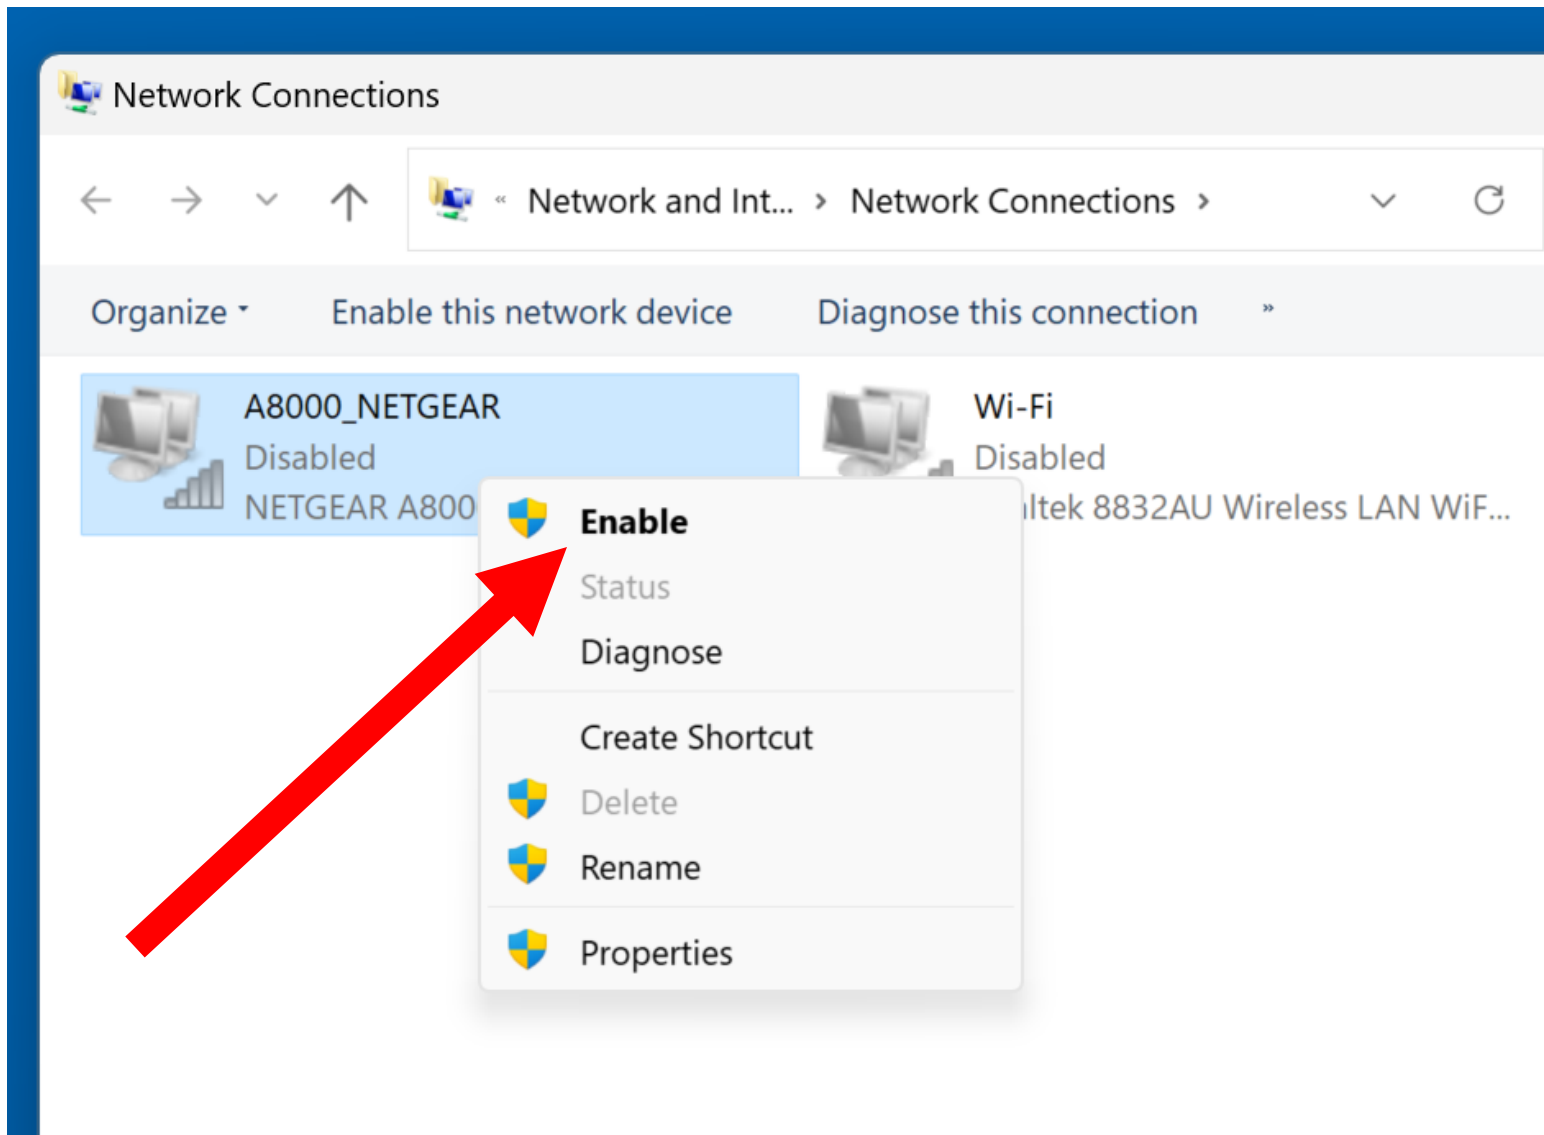 Network Connections
« Network and Int... > Network Connections >
Organize Enable this network device Diagnose this connection »
A8000_NETGEAR
Disabled
NETGEAR A800
Wi-Fi
Disabled
ltek 8832AU Wireless LAN WiF...
Enable
Status
Diagnose
Create Shortcut
Delete
Rename
Properties